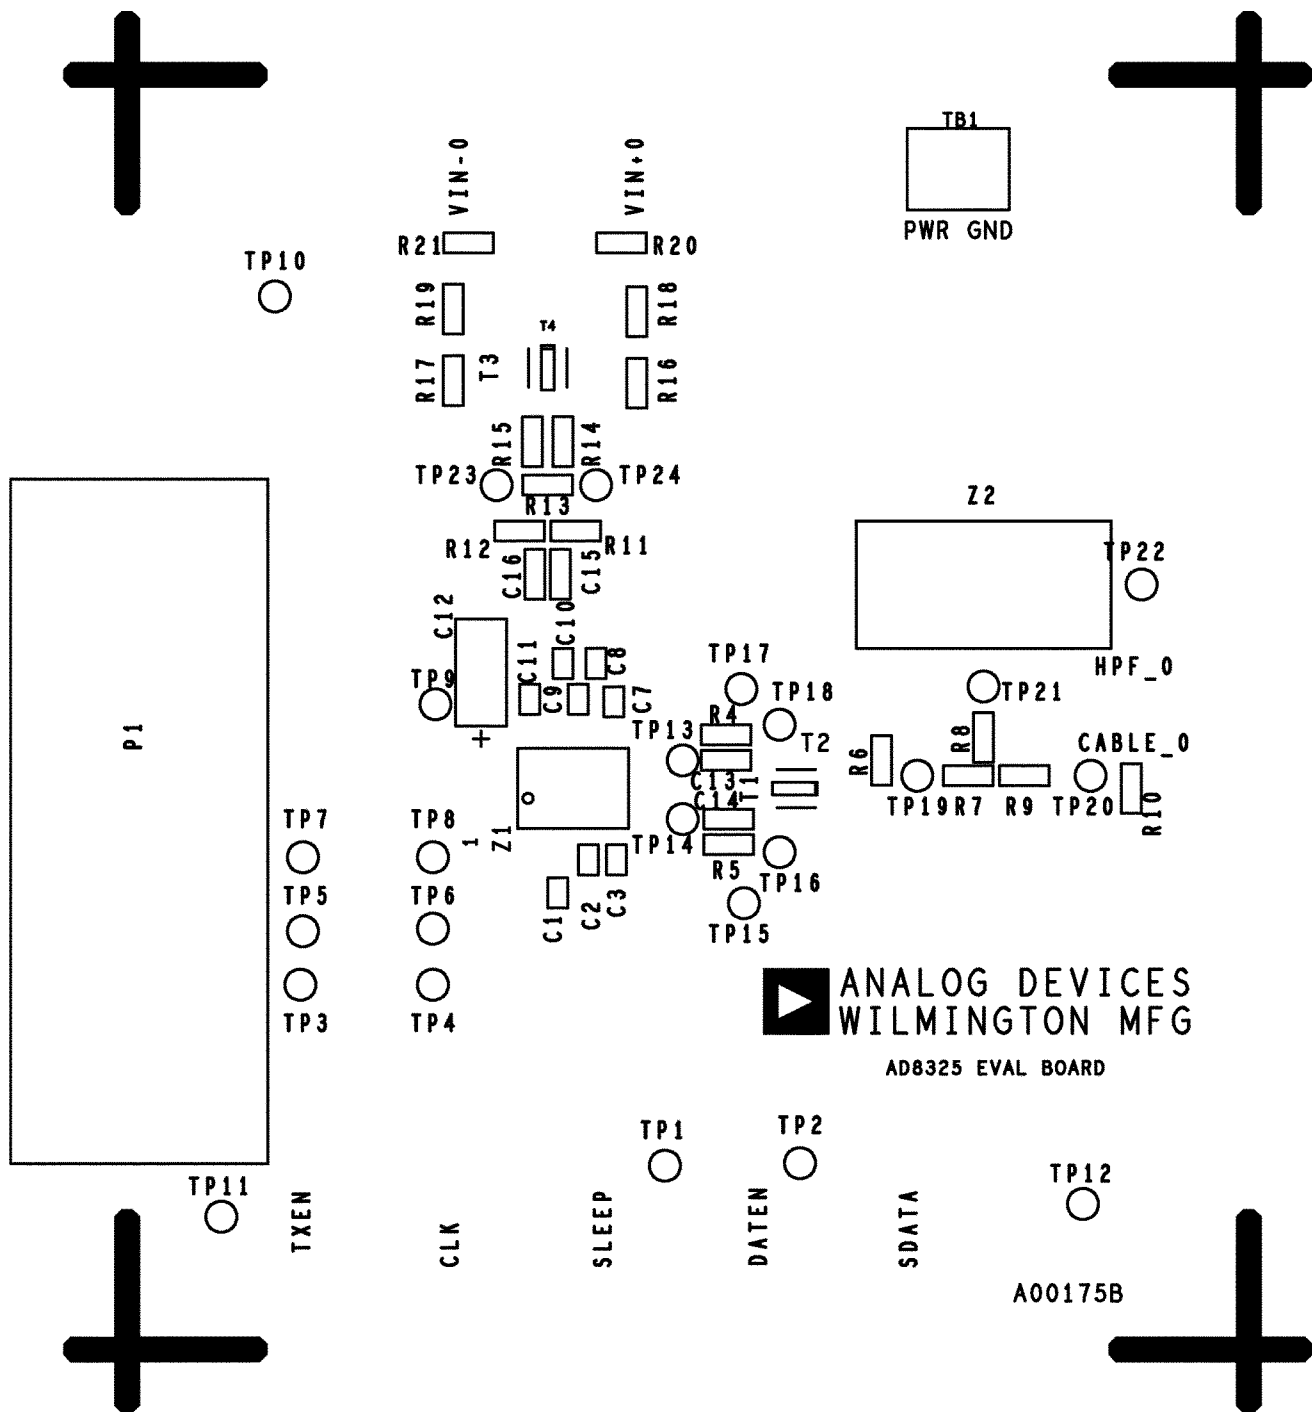 TB1
VIN-0
VIN+0
PWR GND
R21
R20
TP10
R19
R18
T4
R17
T3
R16
R15
R14
TP23
TP24
R13
Z2
R12
R11
TP22
C16
C15
C12
C10
C11
C8
TP17
HPF_0
TP9
C9
C7
TP18
TP21
R4
TP13
P1
+
T2
R6
R8
CABLE_0
C13
T1
C14
TP19
R7
R9
TP20
R10
TP7
TP8
1
Z1
TP14
R5
TP16
TP5
TP6
C1
C2
C3
TP15
TP3
TP4
ANALOG DEVICES
WILMINGTON MFG
AD8325 EVAL BOARD
TP1
TP2
TP11
TP12
TXEN
CLK
SLEEP
DATEN
SDATA
A00175B